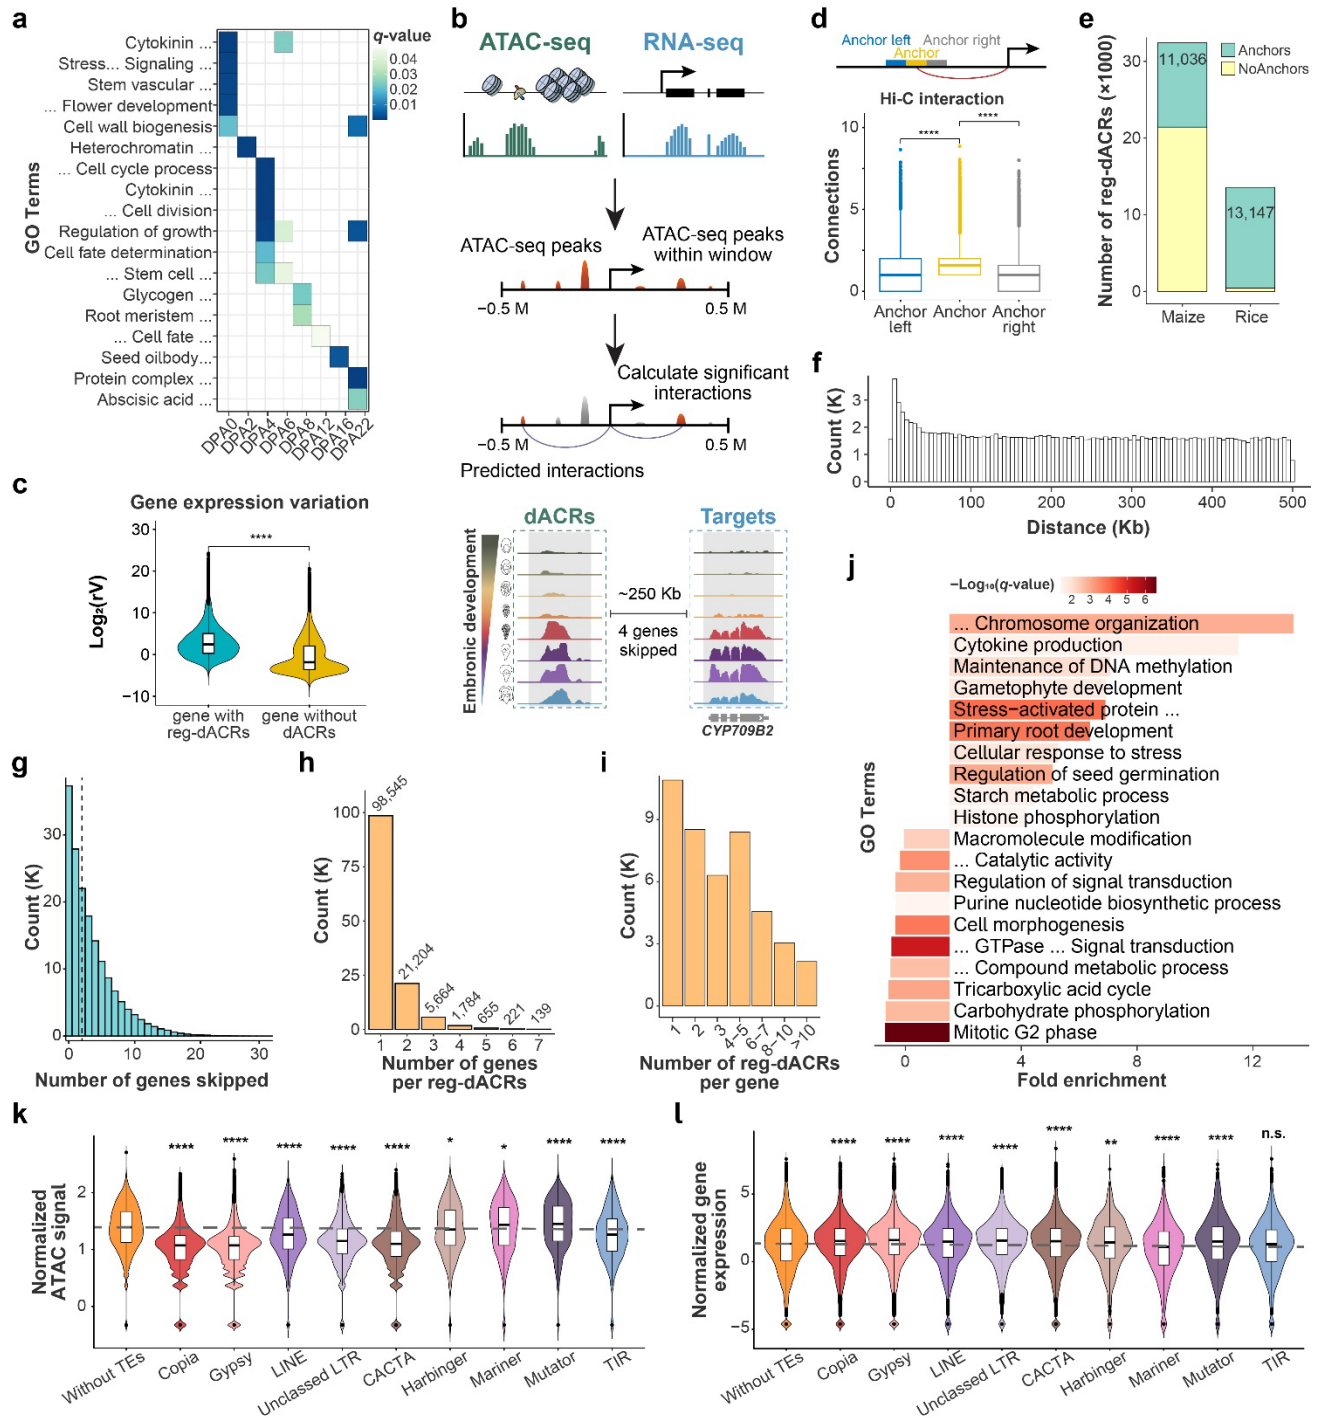 a
q-value
0.04
0.03
0.02
0.01
GO Terms
Cytokinin ...
Stress... Signaling ...
Stem vascular ...
... Flower development
Cell wall biogenesis
Heterochromatin ...
... Cell cycle process
Cytokinin ...
... Cell division
Regulation of growth
Cell fate determination
... Stem cell ...
Glycogen ...
Root meristem ...
... Cell fate ...
Seed oilbody...
Protein complex ...
Abscisic acid ...
DPA0
DPA2
DPA4
DPA6
DPA8
DPA12
DPA16
DPA22
b
ATAC-seq
RNA-seq
ATAC-seq peaks
ATAC-seq peaks
within window
−0.5 M
0.5 M
Calculate significant
interactions
−0.5 M
0.5 M
Predicted interactions
dACRs
Targets
Embronic development
~250 Kb
4 genes
skipped
CYP709B2
c
Gene expression variation
****
Log₂(rV)
30
20
10
0
−10
gene with
reg-dACRs
gene without
dACRs
d
Anchor left
Anchor
Anchor right
Hi-C interaction
****
****
Connections
10
5
0
Anchor
left
Anchor
Anchor
right
e
Number of reg-dACRs (×1000)
30
20
10
0
11,036
13,147
Anchors
NoAnchors
Maize
Rice
f
Count (K)
3
2
1
0
0
100
200
300
400
500
Distance (Kb)
g
Count (K)
30
20
10
0
0
10
20
30
Number of genes skipped
h
Count (K)
100
75
50
25
0
98,545
21,204
5,664
1,784
655
221
139
1
2
3
4
5
6
7
Number of genes
per reg-dACRs
i
Count (K)
9
6
3
0
1
2
3
4−5
6−7
8−10
>10
Number of reg-dACRs
per gene
j
−Log₁₀(q-value)
2
3
4
5
6
GO Terms
... Chromosome organization
Cytokine production
Maintenance of DNA methylation
Gametophyte development
Stress−activated protein ...
Primary root development
Cellular response to stress
Regulation of seed germination
Starch metabolic process
Histone phosphorylation
Macromolecule modification
... Catalytic activity
Regulation of signal transduction
Purine nucleotide biosynthetic process
Cell morphogenesis
... GTPase ... Signal transduction
... Compound metabolic process
Tricarboxylic acid cycle
Carbohydrate phosphorylation
Mitotic G2 phase
0
4
8
12
Fold enrichment
k
Normalized
ATAC signal
2
1
0
****
****
****
****
****
*
*
****
****
Without TEs
Copia
Gypsy
LINE
Unclassed LTR
CACTA
Harbinger
Mariner
Mutator
TIR
l
Normalized gene
expression
5
0
−5
****
****
****
****
****
**
****
****
n.s.
Without TEs
Copia
Gypsy
LINE
Unclassed LTR
CACTA
Harbinger
Mariner
Mutator
TIR